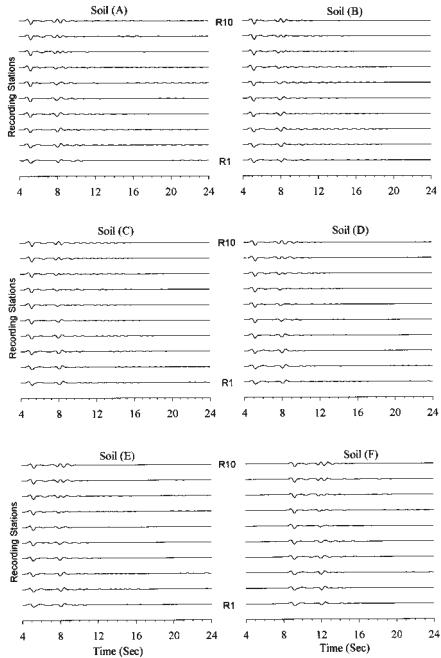 Soil (A)
R10
Soil (B)
Recording Stations
R1
4 8 12 16 20 24
4 8 12 16 20 24
Soil (C)
R10
Soil (D)
Recording Stations
R1
4 8 12 16 20 24
4 8 12 16 20 24
Soil (E)
R10
Soil (F)
Recording Stations
R1
4 8 12 16 20 24
4 8 12 16 20 24
Time (Sec)
Time (Sec)